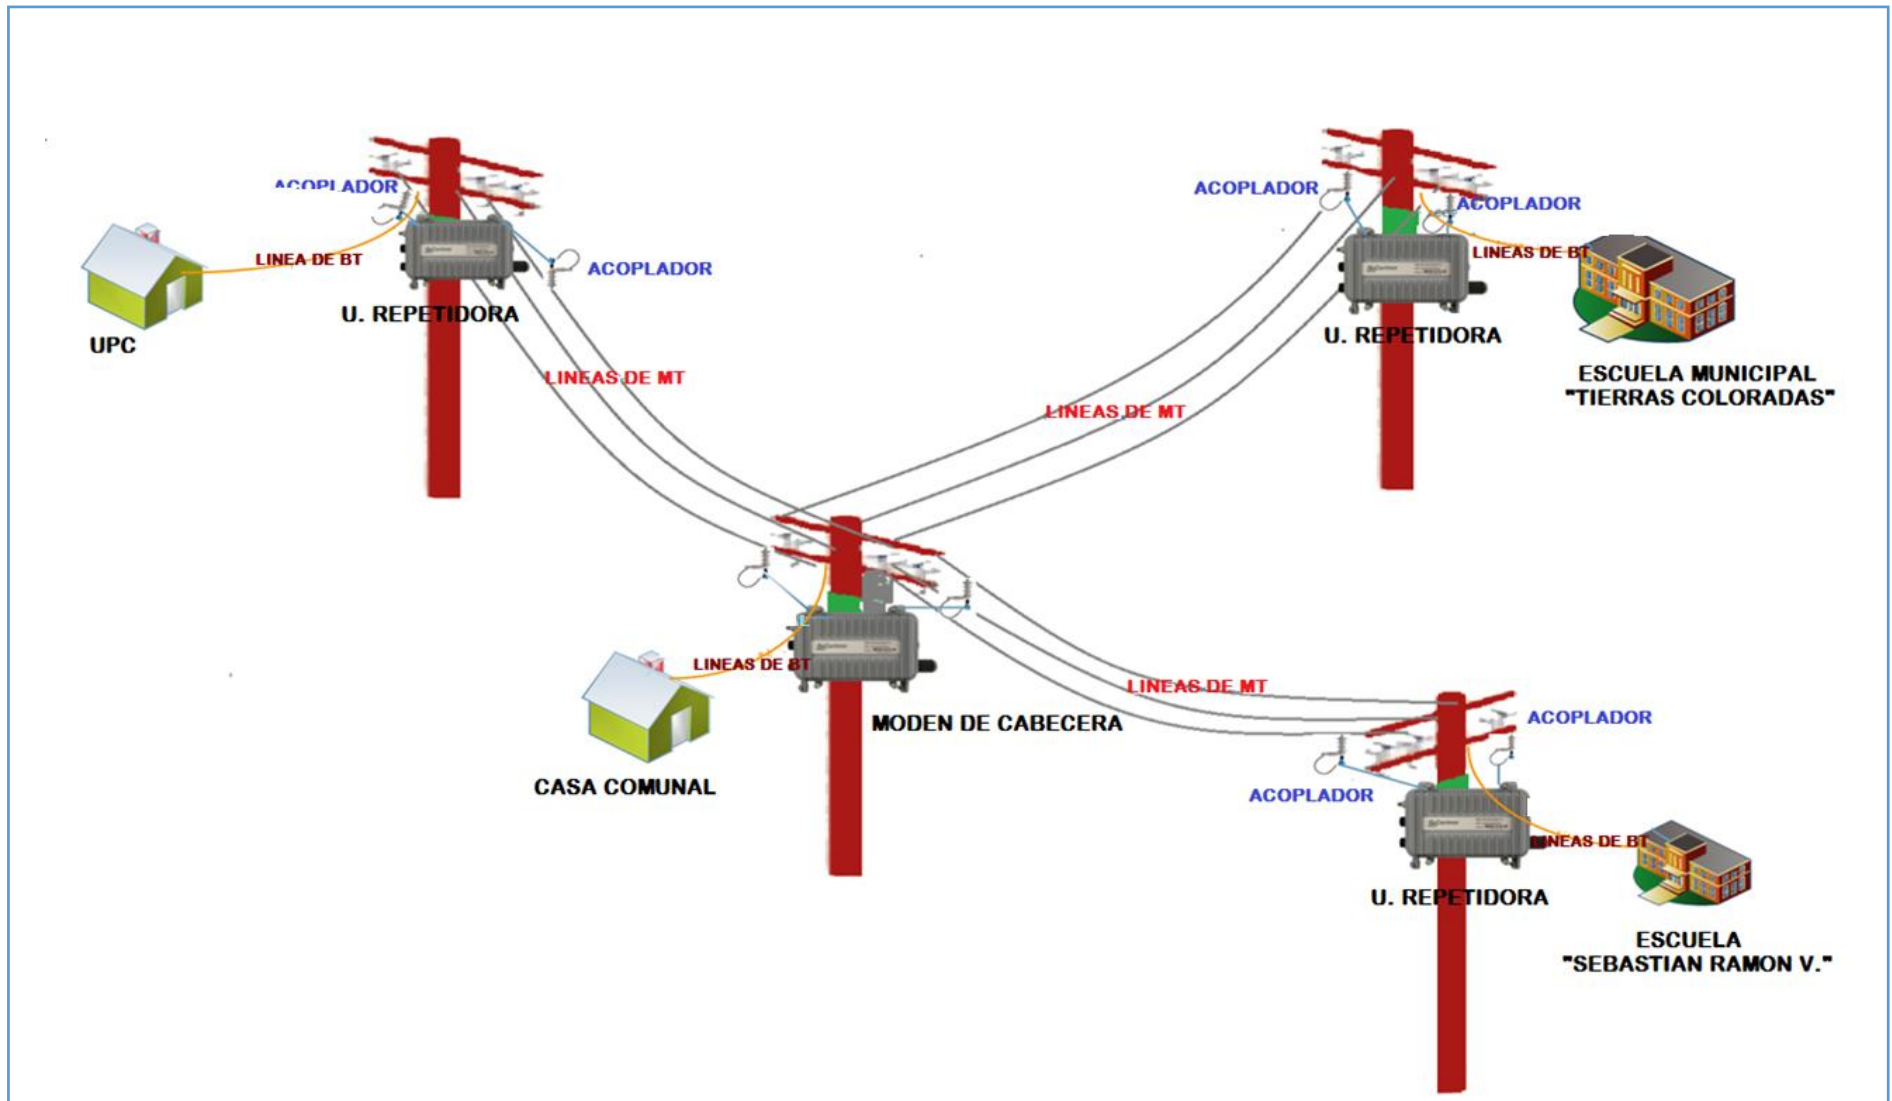 ACOPLADOR
LINEA DE BT
ACOPLADOR
U. REPETIDORA
UPC
LINEAS DE MT
ACOPLADOR
ACOPLADOR
LINEAS DE BT
U. REPETIDORA
ESCUELA MUNICIPAL
"TIERRAS COLORADAS"
LINEAS DE MT
LINEAS DE BT
MODEN DE CABECERA
CASA COMUNAL
LINEAS DE MT
ACOPLADOR
ACOPLADOR
LINEAS DE BT
U. REPETIDORA
ESCUELA
"SEBASTIAN RAMON V."